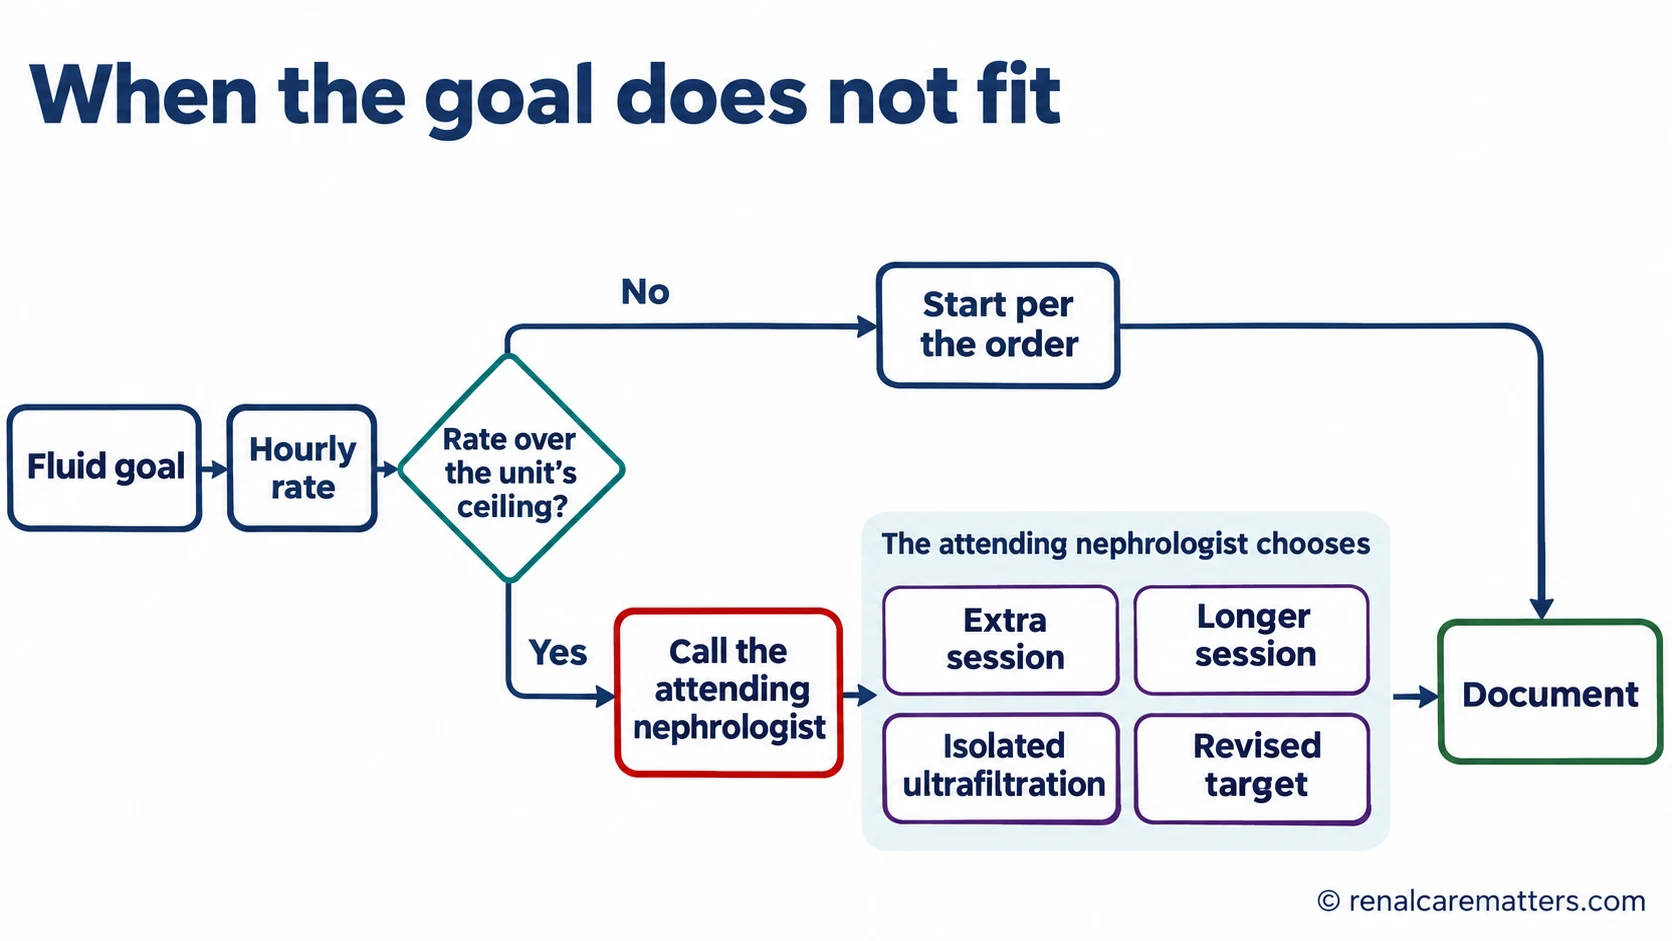 When the goal does not fit
Fluid goal
Hourly
rate
Rate over
the unit's
ceiling?
No
Start per
the order
Yes
Call the
attending
nephrologist
The attending nephrologist chooses
Extra
session
Longer
session
Isolated
ultrafiltration
Revised
target
Document
© renalcarematters.com